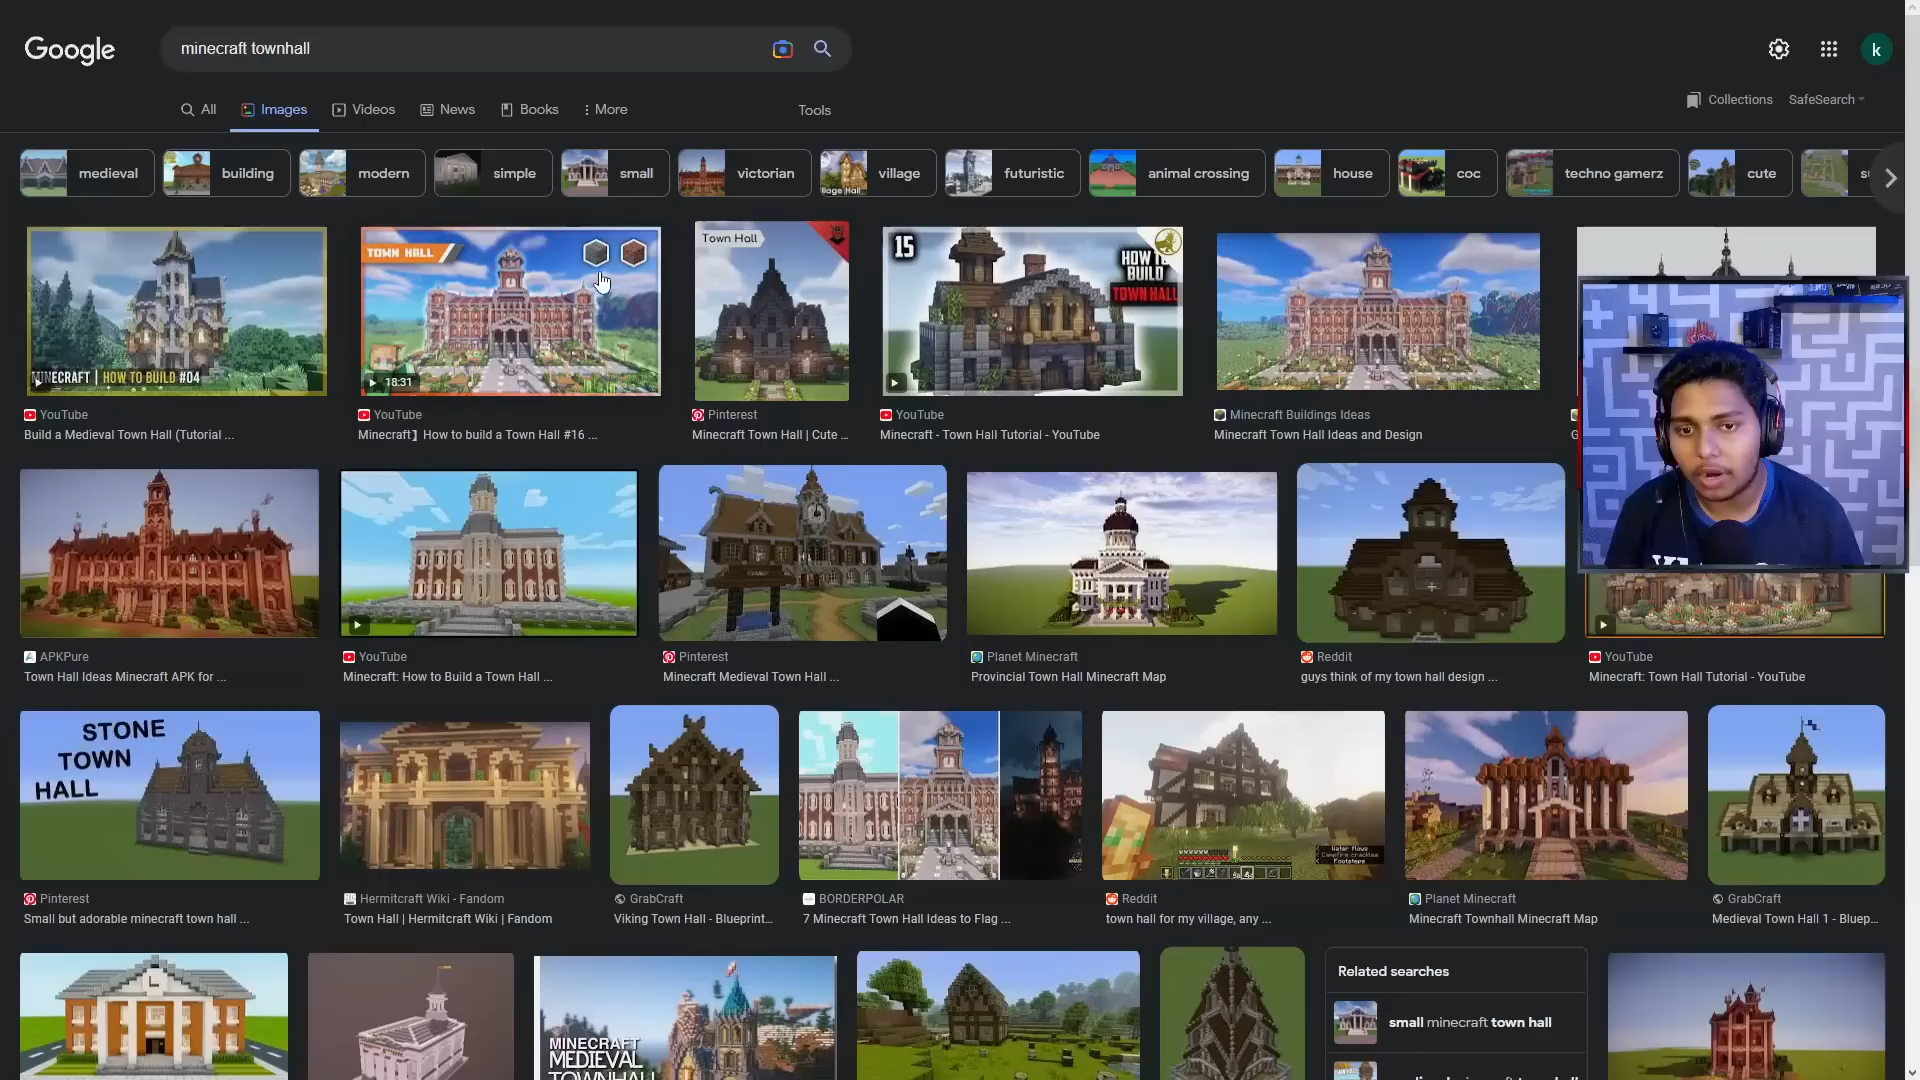 Google
minecraft townhall
k
All
Images
Videos
News
Books
More
Tools
Collections
SafeSearch
medieval
building
modern
simple
small
victorian
village
futuristic
animal crossing
house
coc
techno gamerz
cute
MINECRAFT | HOW TO BUILD #04
TOWN HALL
18:31
Town Hall
15
HOW TO
BUILD
TOWN HALL
YouTube
Build a Medieval Town Hall (Tutorial ...
YouTube
Minecraft】How to build a Town Hall #16 ...
Pinterest
Minecraft Town Hall | Cute ...
YouTube
Minecraft - Town Hall Tutorial - YouTube
Minecraft Buildings Ideas
Minecraft Town Hall Ideas and Design
APKPure
Town Hall Ideas Minecraft APK for ...
YouTube
Minecraft: How to Build a Town Hall ...
Pinterest
Minecraft Medieval Town Hall ...
Planet Minecraft
Provincial Town Hall Minecraft Map
Reddit
guys think of my town hall design ...
YouTube
Minecraft: Town Hall Tutorial - YouTube
STONE
TOWN
HALL
Water flows
Campfire crackles
Footsteps
Pinterest
Small but adorable minecraft town hall ...
Hermitcraft Wiki - Fandom
Town Hall | Hermitcraft Wiki | Fandom
GrabCraft
Viking Town Hall - Blueprint...
BORDERPOLAR
7 Minecraft Town Hall Ideas to Flag ...
Reddit
town hall for my village, any ...
Planet Minecraft
Minecraft Townhall Minecraft Map
GrabCraft
Medieval Town Hall 1 - Bluep...
MINECRAFT
MEDIEVAL
TOWNHALL
Related searches
small minecraft town hall